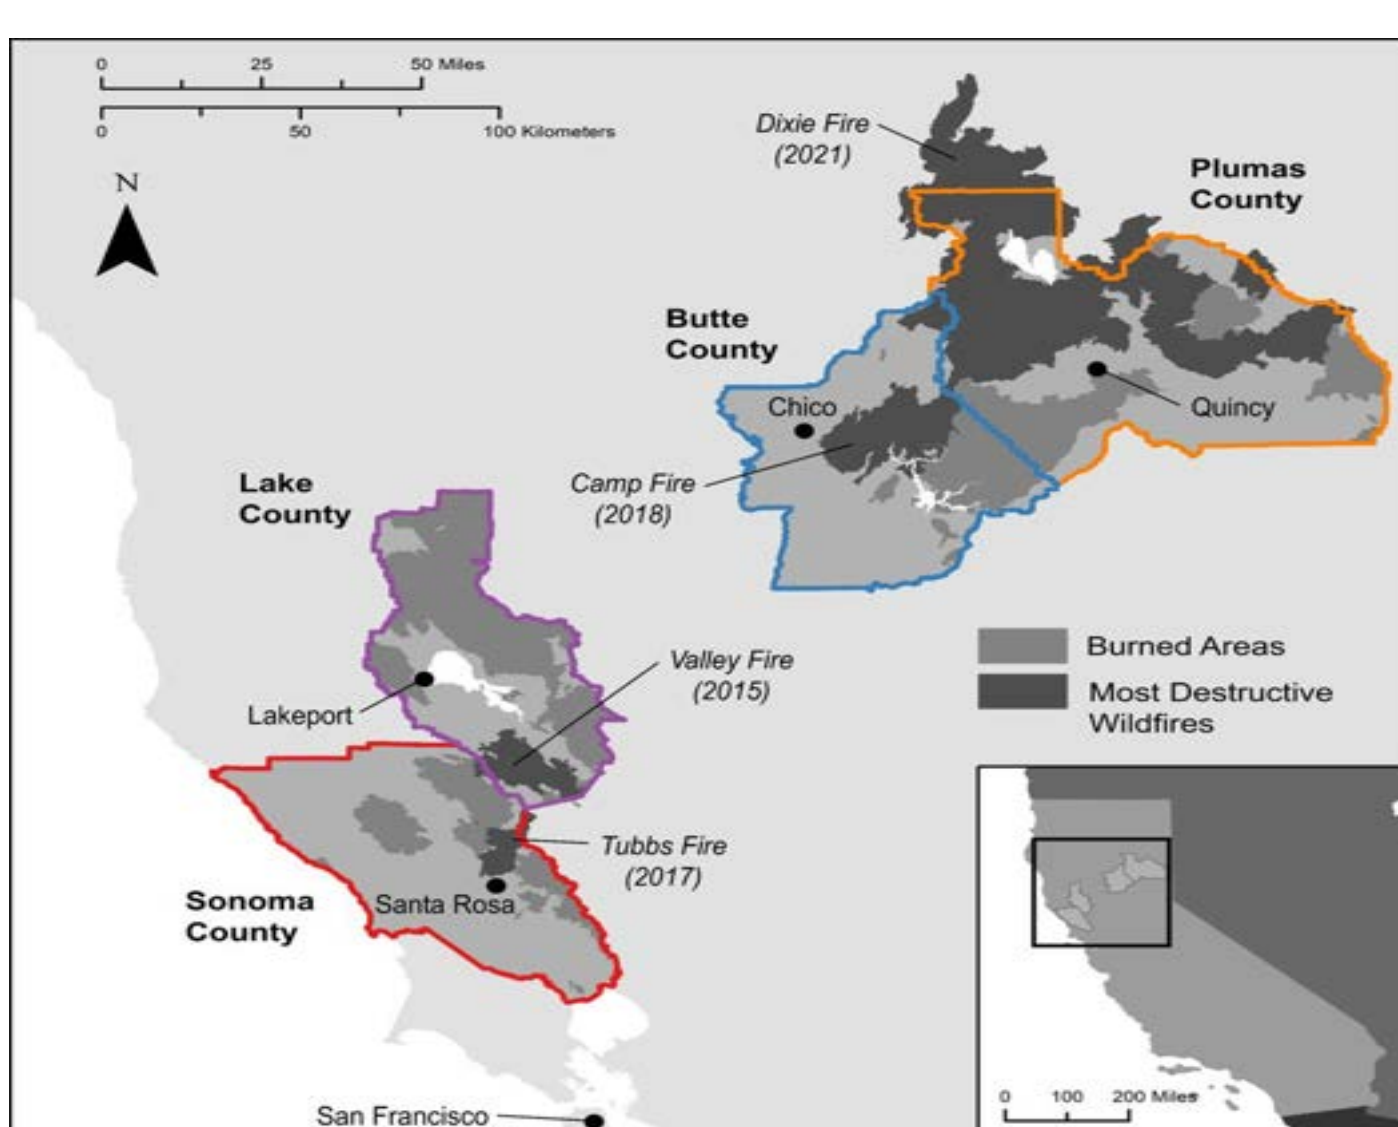 0 25 50 Miles
0 50 100 Kilometers
N
Dixie Fire
(2021)
Plumas
County
Butte
County
Chico
Quincy
Camp Fire
(2018)
Lake
County
Valley Fire
(2015)
Lakeport
Burned Areas
Most Destructive
Wildfires
Tubbs Fire
(2017)
Sonoma
County
Santa Rosa
San Francisco
0 100 200 Miles